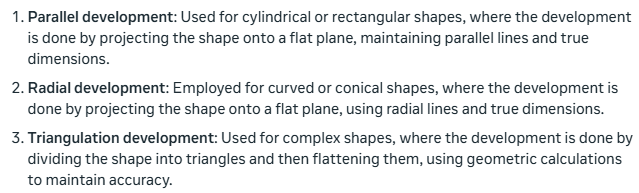 1. Parallel development: Used for cylindrical or rectangular shapes, where the development
is done by projecting the shape onto a flat plane, maintaining parallel lines and true
dimensions.
2. Radial development: Employed for curved or conical shapes, where the development is
done by projecting the shape onto a flat plane, using radial lines and true dimensions.
3. Triangulation development: Used for complex shapes, where the development is done by
dividing the shape into triangles and then flattening them, using geometric calculations
to maintain accuracy.